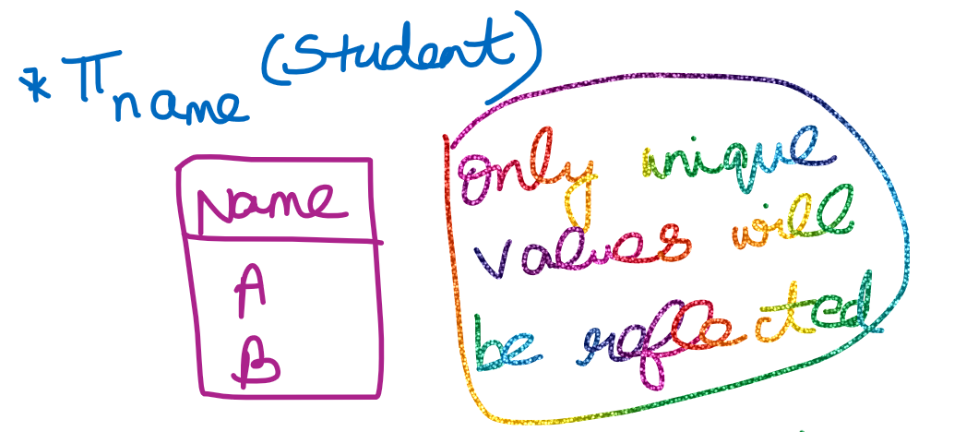 * π name (Student)
Name
A
B
Only unique
values will
be reflected